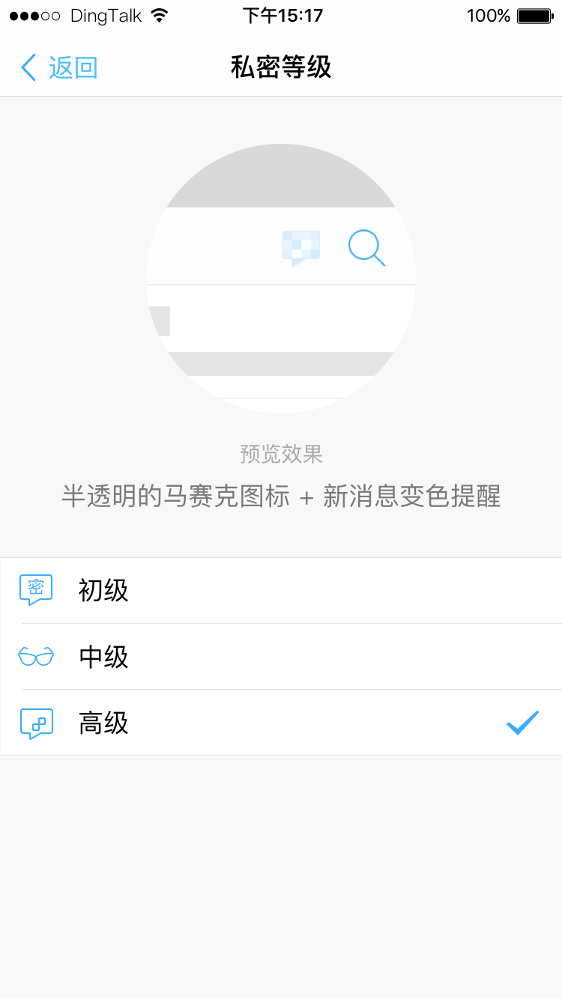 DingTalk 下午15:17 100%
返回 私密等级
预览效果
半透明的马赛克图标 + 新消息变色提醒
密 初级
中级
高级